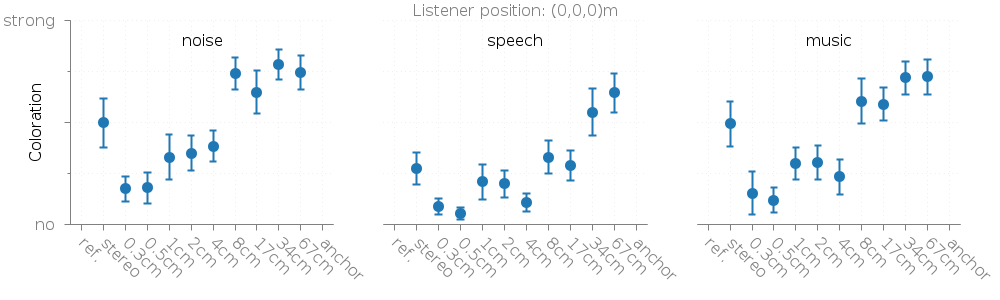 Listener position: (0,0,0)m
strong
no
Coloration
noise
speech
music
ref.
stereo
0.3cm
0.5cm
1cm
2cm
4cm
8cm
17cm
34cm
67cm
anchor
ref.
stereo
0.3cm
0.5cm
1cm
2cm
4cm
8cm
17cm
34cm
67cm
anchor
ref.
stereo
0.3cm
0.5cm
1cm
2cm
4cm
8cm
17cm
34cm
67cm
anchor